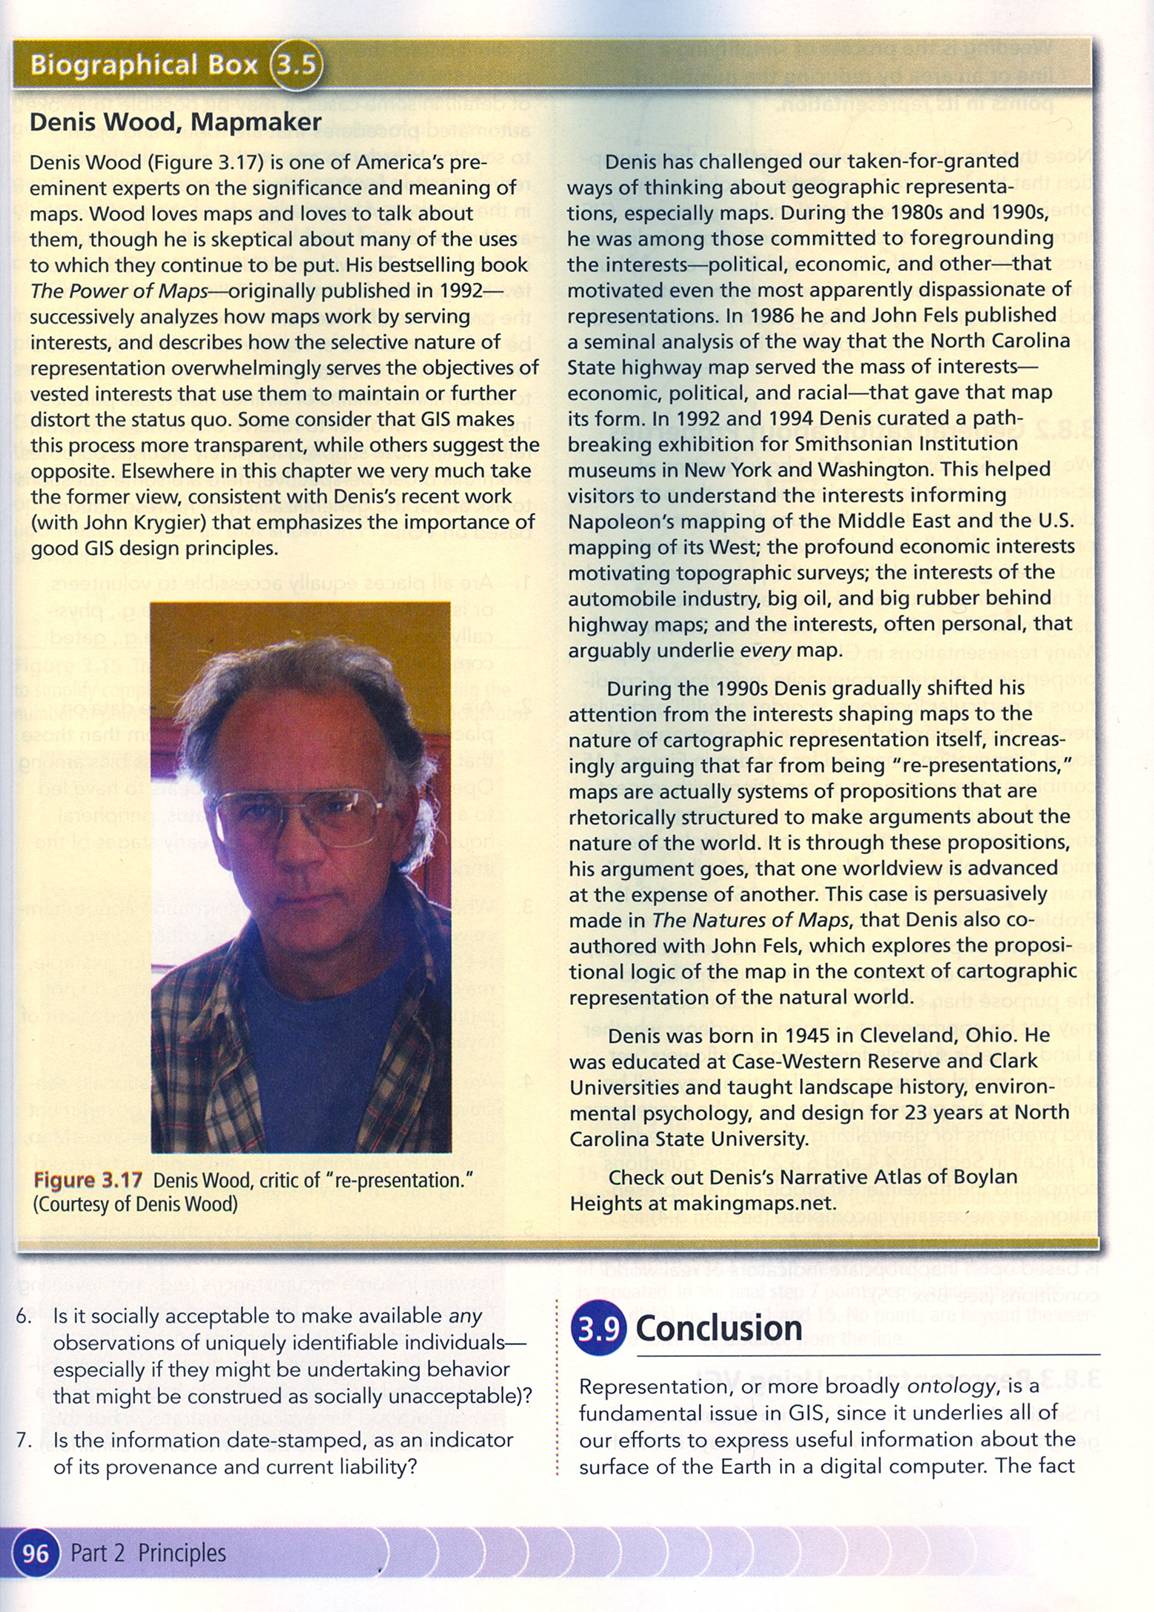 Biographical Box 3.5
Denis Wood, Mapmaker
Denis Wood (Figure 3.17) is one of America's pre-
eminent experts on the significance and meaning of
maps. Wood loves maps and loves to talk about
them, though he is skeptical about many of the uses
to which they continue to be put. His bestselling book
The Power of Maps—originally published in 1992—
successively analyzes how maps work by serving
interests, and describes how the selective nature of
representation overwhelmingly serves the objectives of
vested interests that use them to maintain or further
distort the status quo. Some consider that GIS makes
this process more transparent, while others suggest the
opposite. Elsewhere in this chapter we very much take
the former view, consistent with Denis's recent work
(with John Krygier) that emphasizes the importance of
good GIS design principles.
Figure 3.17 Denis Wood, critic of "re-presentation."
(Courtesy of Denis Wood)
Denis has challenged our taken-for-granted
ways of thinking about geographic representa-
tions, especially maps. During the 1980s and 1990s,
he was among those committed to foregrounding
the interests—political, economic, and other—that
motivated even the most apparently dispassionate of
representations. In 1986 he and John Fels published
a seminal analysis of the way that the North Carolina
State highway map served the mass of interests—
economic, political, and racial—that gave that map
its form. In 1992 and 1994 Denis curated a path-
breaking exhibition for Smithsonian Institution
museums in New York and Washington. This helped
visitors to understand the interests informing
Napoleon's mapping of the Middle East and the U.S.
mapping of its West; the profound economic interests
motivating topographic surveys; the interests of the
automobile industry, big oil, and big rubber behind
highway maps; and the interests, often personal, that
arguably underlie every map.
During the 1990s Denis gradually shifted his
attention from the interests shaping maps to the
nature of cartographic representation itself, increas-
ingly arguing that far from being "re-presentations,"
maps are actually systems of propositions that are
rhetorically structured to make arguments about the
nature of the world. It is through these propositions,
his argument goes, that one worldview is advanced
at the expense of another. This case is persuasively
made in The Natures of Maps, that Denis also co-
authored with John Fels, which explores the proposi-
tional logic of the map in the context of cartographic
representation of the natural world.
Denis was born in 1945 in Cleveland, Ohio. He
was educated at Case-Western Reserve and Clark
Universities and taught landscape history, environ-
mental psychology, and design for 23 years at North
Carolina State University.
Check out Denis's Narrative Atlas of Boylan
Heights at makingmaps.net.
6. Is it socially acceptable to make available any
observations of uniquely identifiable individuals—
especially if they might be undertaking behavior
that might be construed as socially unacceptable)?
7. Is the information date-stamped, as an indicator
of its provenance and current liability?
3.9 Conclusion
Representation, or more broadly ontology, is a
fundamental issue in GIS, since it underlies all of
our efforts to express useful information about the
surface of the Earth in a digital computer. The fact
96 Part 2 Principles